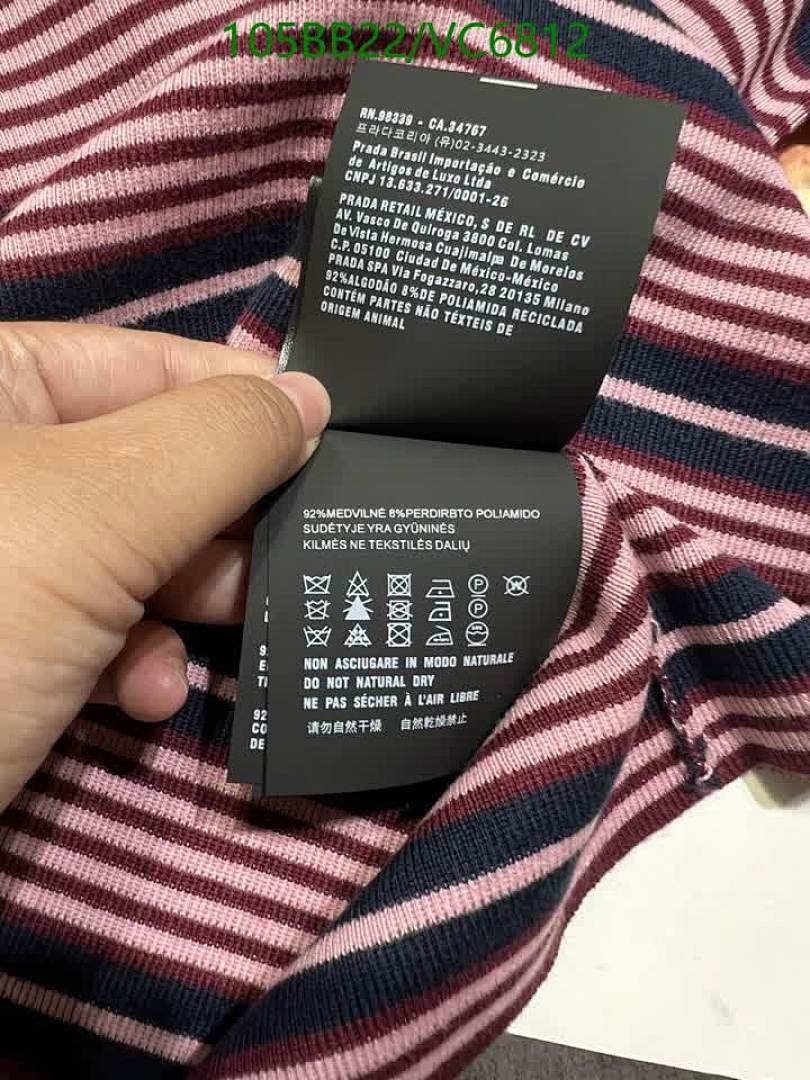 105BB22/VC6812
RN.98339 - CA.34767
프라다코리아 (유)02-3443-2323
Prada Brasil Importação e Comércio
de Artigos de Luxo Ltda
CNPJ 13.633.271/0001-26
PRADA RETAIL MÉXICO, S DE RL DE CV
AV. Vasco De Quiroga 3800 Col. Lomas
De Vista Hermosa Cuajimalpa De Morelos
C.P. 05100 Ciudad De México-México
PRADA SPA Via Fogazzaro, 28 20135 Milano
92%ALGODÃO 8%DE POLIAMIDA RECICLADA
CONTÉM PARTES NÃO TÊXTEIS DE
ORIGEM ANIMAL
92%MEDVILNĖ 8%PERDIRBTO POLIAMIDO
SUDĖTYJE YRA GYŪNINĖS
KILMĖS NE TEKSTILĖS DALIŲ
NON ASCIUGARE IN MODO NATURALE
DO NOT NATURAL DRY
NE PAS SÉCHER À L'AIR LIBRE
请勿自然干燥 自然乾燥禁止